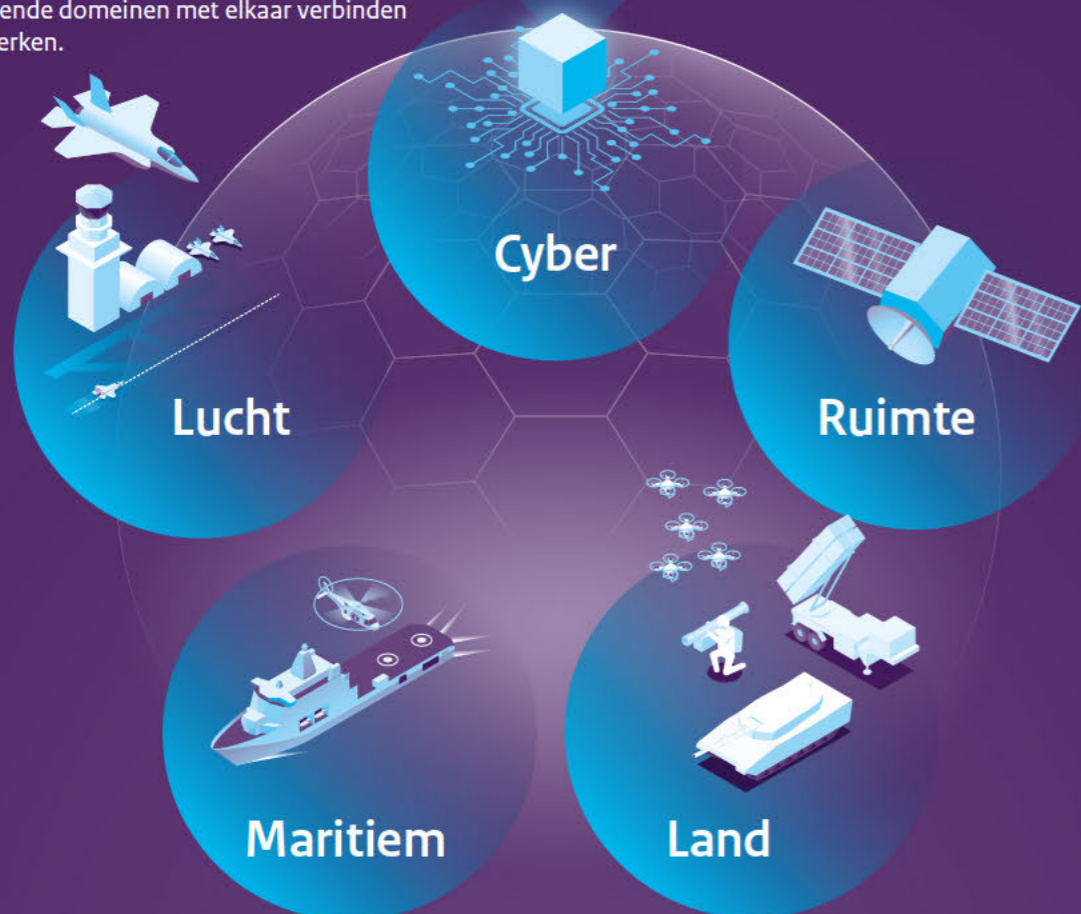 ende domeinen met elkaar verbinden
erken.
Cyber
Lucht
Ruimte
Maritiem
Land